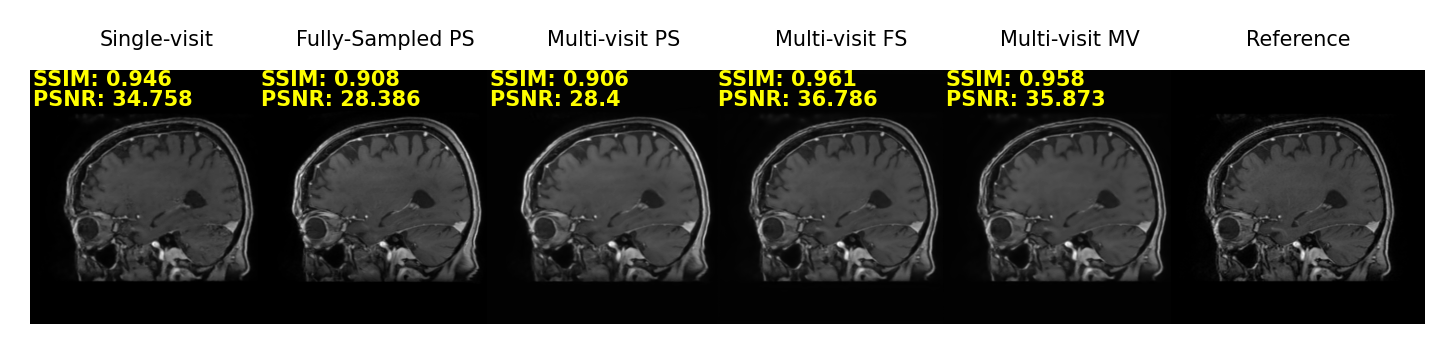 Single-visit
Fully-Sampled PS
Multi-visit PS
Multi-visit FS
Multi-visit MV
Reference
SSIM: 0.946
PSNR: 34.758
SSIM: 0.908
PSNR: 28.386
SSIM: 0.906
PSNR: 28.4
SSIM: 0.961
PSNR: 36.786
SSIM: 0.958
PSNR: 35.873